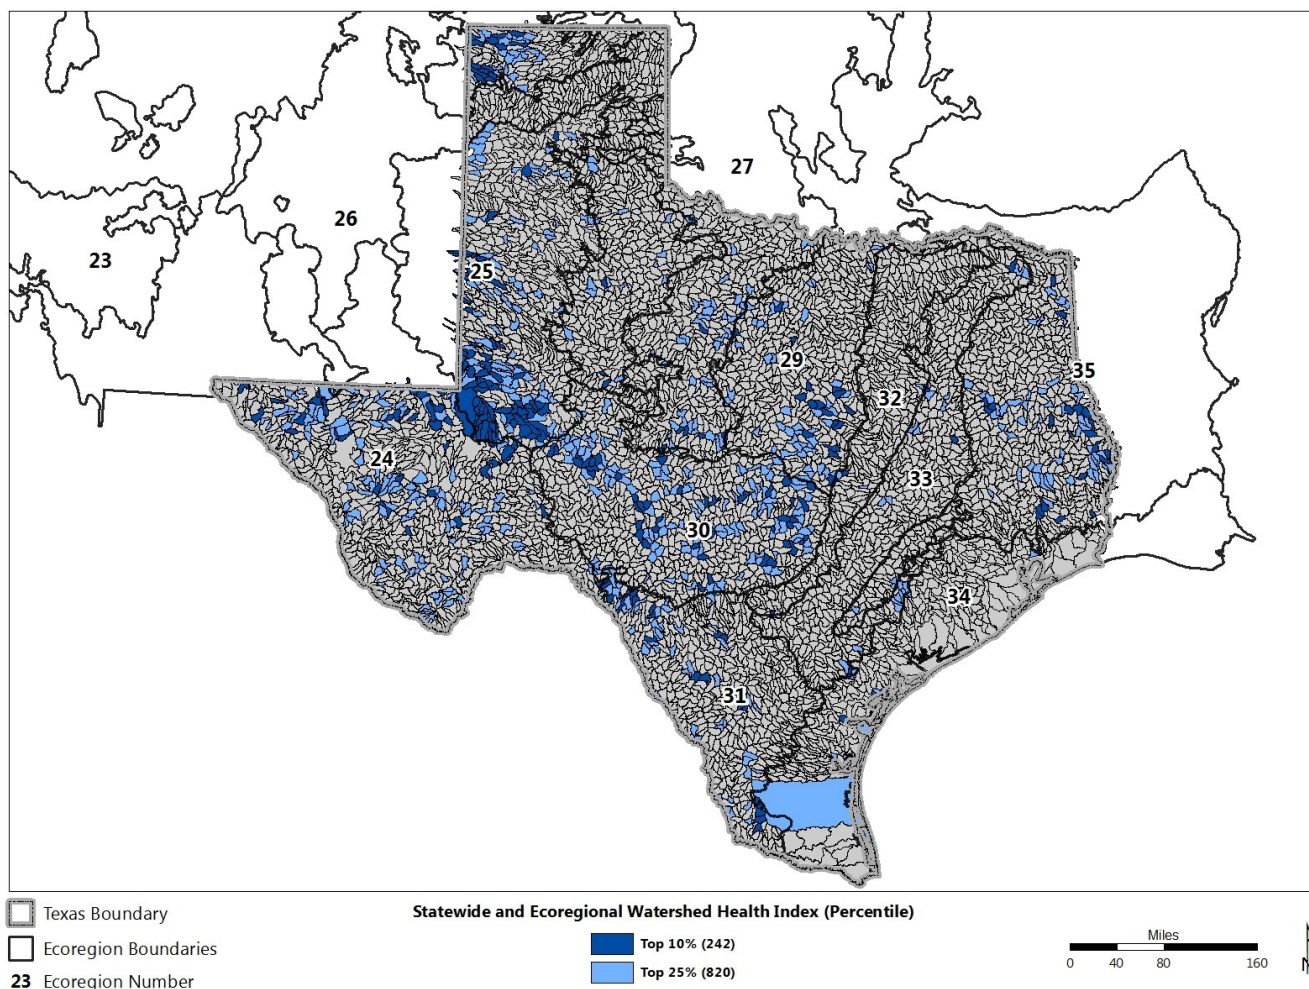 27
26
23
25
29
35
32
24
33
30
34
31
Texas Boundary
Ecoregion Boundaries
23 Ecoregion Number
Statewide and Ecoregional Watershed Health Index (Percentile)
Top 10% (242)
Top 25% (820)
Miles
0 40 80 160